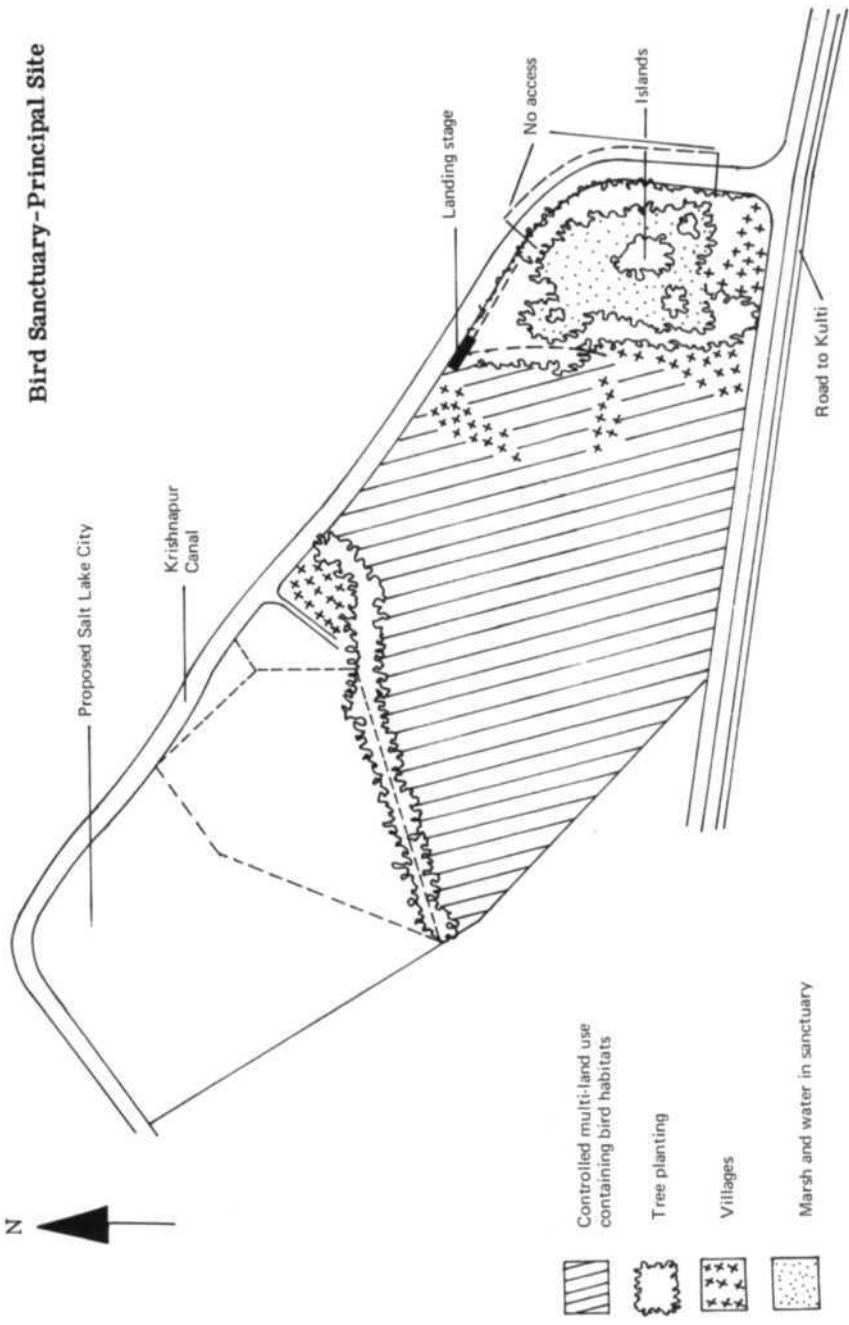 Bird Sanctuary-Principal Site
N
Proposed Salt Lake City
Krishnapur
Canal
Landing stage
No access
Islands
Road to Kulti
Controlled multi-land use
containing bird habitats
Tree planting
Villages
Marsh and water in sanctuary